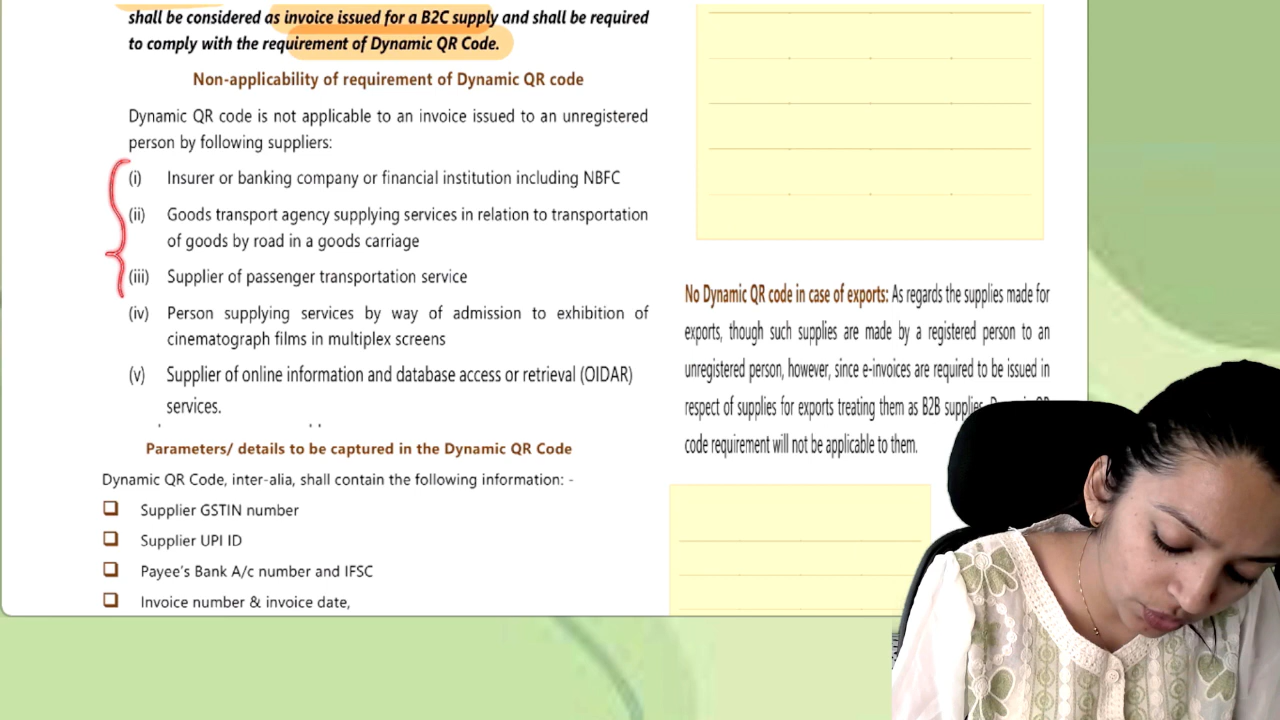 shall be considered as invoice issued for a B2C supply and shall be required
to comply with the requirement of Dynamic QR Code.
Non-applicability of requirement of Dynamic QR code
Dynamic QR code is not applicable to an invoice issued to an unregistered
person by following suppliers:
(i) Insurer or banking company or financial institution including NBFC
(ii) Goods transport agency supplying services in relation to transportation
of goods by road in a goods carriage
(iii) Supplier of passenger transportation service
(iv) Person supplying services by way of admission to exhibition of
cinematograph films in multiplex screens
(v) Supplier of online information and database access or retrieval (OIDAR)
services.
Parameters/ details to be captured in the Dynamic QR Code
Dynamic QR Code, inter-alia, shall contain the following information: -
Supplier GSTIN number
Supplier UPI ID
Payee's Bank A/c number and IFSC
Invoice number & invoice date,
No Dynamic QR code in case of exports: As regards the supplies made for
exports, though such supplies are made by a registered person to an
unregistered person, however, since e-invoices are required to be issued in
respect of supplies for exports treating them as B2B supplies
code requirement will not be applicable to them.